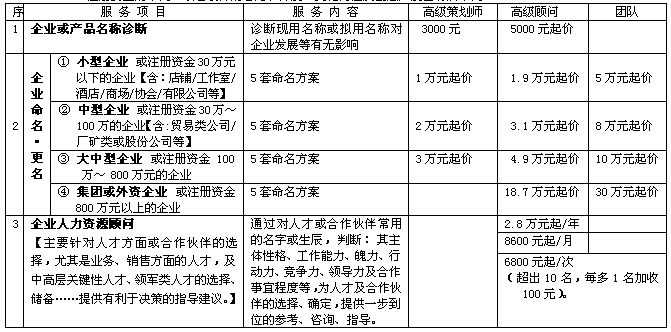 序 服 务 项 目 服 务 内 容 高级策划师 高级顾问 团队
1 企业或产品名称诊断 诊断现用名称或拟用名称对 3000 元 5000 元起价
企业发展等有无影响
2 企业命名·更名
① 小型企业 或注册资金 30 万元
以下的企业【含：店铺/工作室/
酒店/商场/协会/有限公司等】
5 套命名方案 1 万元起价 1.9 万元起价 5 万元起价
② 中型企业 或注册资金 30 万～
100 万的企业【含:贸易类公司/
厂矿类或股份公司等】
5 套命名方案 2 万元起价 3.1 万元起价 8 万元起价
③ 大中型企业 或注册资金 100
万～ 800 万元的企业
5 套命名方案 3 万元起价 4.9 万元起价 10 万元起价
④ 集团或外资企业 或注册资金
800 万元以上的企业
5 套命名方案 18.7 万元起价 30 万元起价
3 企业人力资源顾问
【主要针对人才方面或合作伙伴的选
择，尤其是业务、销售方面的人才，及
中高层关键性人才、领军类人才的选择、
储备……提供有利于决策的指导建议。】
通过对人才或合作伙伴常用
的名字或生辰，判断： 其主
体性格、工作能力、魄力、行
动力、竞争力、领导力及合作
事宜程度等,为人才及合作伙
伴的选择、确定，提供一步到
位的参考、咨询、指导。
2.8 万元起/年
8600 元起/月
6800 元起/次
（超出 10 名，每多 1 名加收
100 元）。